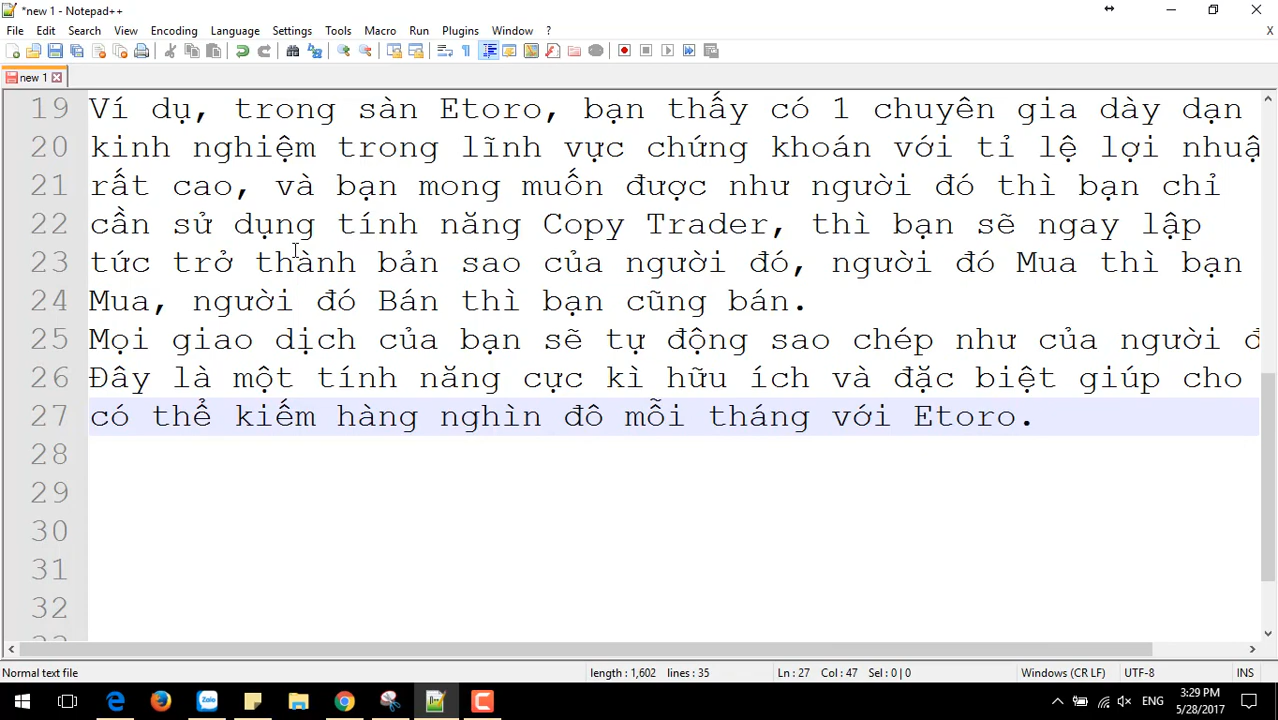 *new 1 - Notepad++
File Edit Search View Encoding Language Settings Tools Macro Run Plugins Window ? X
new 1
19 Ví dụ, trong sàn Etoro, bạn thấy có 1 chuyên gia dày dạn
20 kinh nghiệm trong lĩnh vực chứng khoán với tỉ lệ lợi
21 rất cao, và bạn mong muốn được như người đó thì bạn chỉ
22 cần sử dụng tính năng Copy Trader, thì bạn sẽ ngay lập
23 tức trở thành bản sao của người đó, người đó Mua thì bạn
24 Mua, người đó Bán thì bạn cũng bán.
25 Mọi giao dịch của bạn sẽ tự động sao chép như của người
26 Đây là một tính năng cực kì hữu ích và đặc biệt giúp cho
27 có thể kiếm hàng nghìn đô mỗi tháng với Etoro.
28
29
30
31
32
Normal text file length : 1,602 lines : 35 Ln : 27 Col : 47 Sel : 0 | 0 Windows (CR LF) UTF-8 INS
Zalo ENG 3:29 PM
5/28/2017